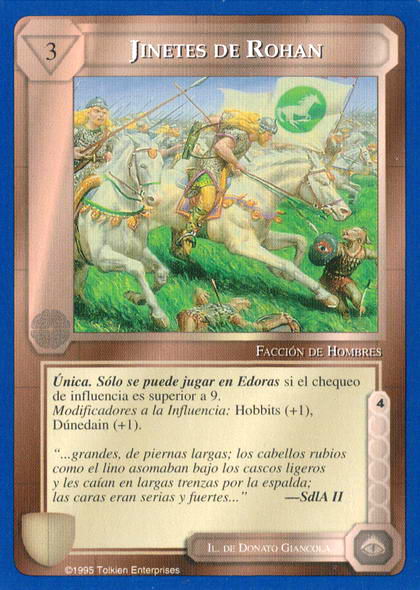 3
JINETES DE ROHAN
FACCIÓN DE HOMBRES
Única. Sólo se puede jugar en Edoras si el chequeo
de influencia es superior a 9.
Modificadores a la Influencia: Hobbits (+1),
Dúnedain (+1).
4
“...grandes, de piernas largas; los cabellos rubios
como el lino asomaban bajo los cascos ligeros
y les caían en largas trenzas por la espalda;
las caras eran serias y fuertes...” —SdlA II
IL. DE DONATO GIANCOLA
©1995 Tolkien Enterprises